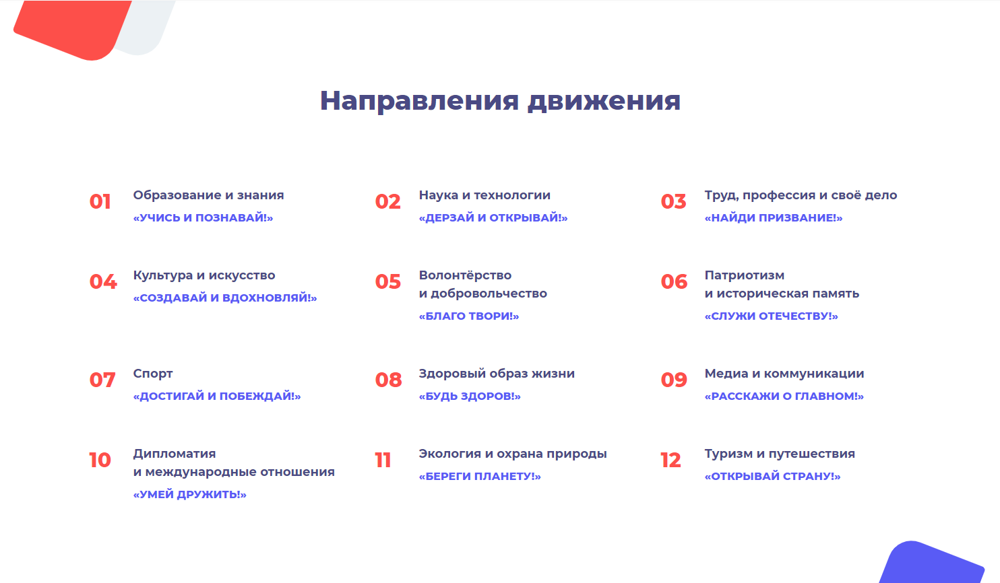 Направления движения
01
Образование и знания
«УЧИСЬ И ПОЗНАВАЙ!»
02
Наука и технологии
«ДЕРЗАЙ И ОТКРЫВАЙ!»
03
Труд, профессия и своё дело
«НАЙДИ ПРИЗВАНИЕ!»
04
Культура и искусство
«СОЗДАВАЙ И ВДОХНОВЛЯЙ!»
05
Волонтёрство
и добровольчество
«БЛАГО ТВОРИ!»
06
Патриотизм
и историческая память
«СЛУЖИ ОТЕЧЕСТВУ!»
07
Спорт
«ДОСТИГАЙ И ПОБЕЖДАЙ!»
08
Здоровый образ жизни
«БУДЬ ЗДОРОВ!»
09
Медиа и коммуникации
«РАССКАЖИ О ГЛАВНОМ!»
10
Дипломатия
и международные отношения
«УМЕЙ ДРУЖИТЬ!»
11
Экология и охрана природы
«БЕРЕГИ ПЛАНЕТУ!»
12
Туризм и путешествия
«ОТКРЫВАЙ СТРАНУ!»